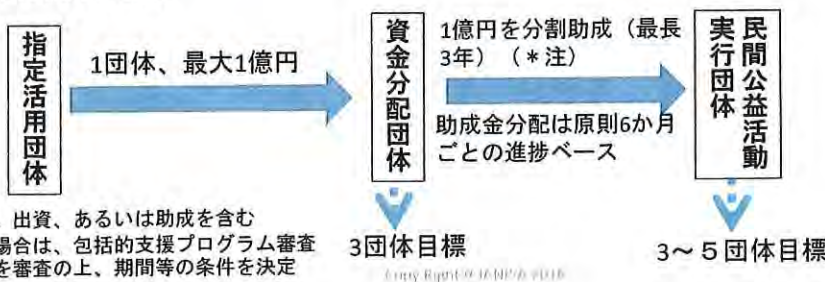 指定活用団体
1団体、最大1億円
資金分配団体
1億円を分割助成（最長
3年）（＊注）
助成金分配は原則6か月
ごとの進捗ベース
民間公益活動
実行団体
出資、あるいは助成を含む
場合は、包括的支援プログラム審査
を審査の上、期間等の条件を決定
3団体目標
3～５団体目標